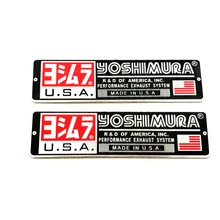 ヨシムラ
U.S.A.
YOSHIMURA
R & D OF AMERICA, INC.
PERFORMANCE EXHAUST SYSTEM
MADE IN U.S.A.
ヨシムラ
U.S.A.
YOSHIMURA
R & D OF AMERICA, INC.
PERFORMANCE EXHAUST SYSTEM
MADE IN U.S.A.